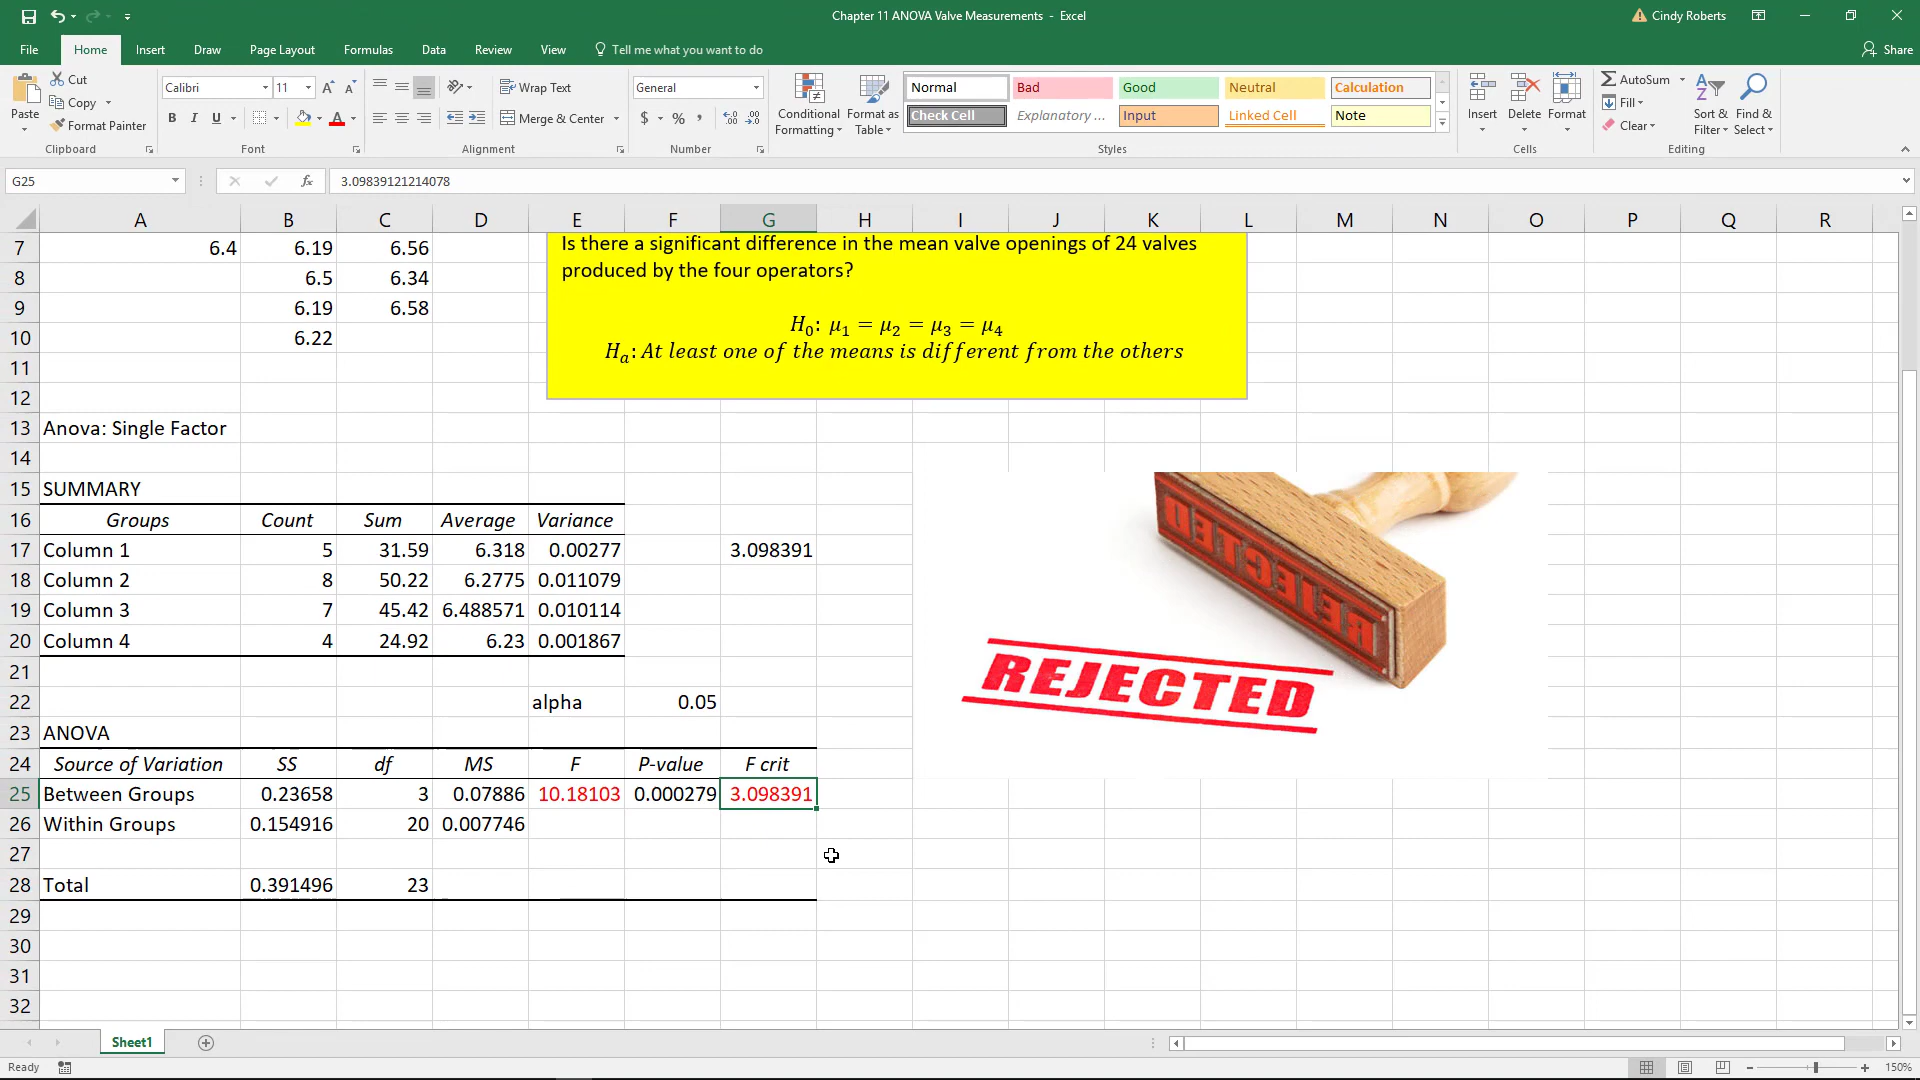 Chapter 11 ANOVA Valve Measurements - Excel
Cindy Roberts
File Home Insert Draw Page Layout Formulas Data Review View Tell me what you want to do
Share
Paste
Cut
Copy
Format Painter
Calibri 11
B I U
Wrap Text
Merge & Center
General
$ % ,
Conditional Formatting
Format as Table
Normal Bad Good Neutral Calculation
Check Cell Explanatory ... Input Linked Cell Note
Insert Delete Format
AutoSum
Fill
Clear
Sort & Filter
Find & Select
Clipboard Font Alignment Number Styles Cells Editing
G25 fx 3.09839121214078
A B C D E F G H I J K L M N O P Q R
7 6.4 6.19 6.56
8 6.5 6.34
9 6.19 6.58
10 6.22
11
12
Is there a significant difference in the mean valve openings of 24 valves
produced by the four operators?
H₀: μ₁ = μ₂ = μ₃ = μ₄
Hₐ: At least one of the means is different from the others
13 Anova: Single Factor
14
15 SUMMARY
16 Groups Count Sum Average Variance
17 Column 1 5 31.59 6.318 0.00277 3.098391
18 Column 2 8 50.22 6.2775 0.011079
19 Column 3 7 45.42 6.488571 0.010114
20 Column 4 4 24.92 6.23 0.001867
21
22 alpha 0.05
23 ANOVA
24 Source of Variation SS df MS F P-value F crit
25 Between Groups 0.23658 3 0.07886 10.18103 0.000279 3.098391
26 Within Groups 0.154916 20 0.007746
27
28 Total 0.391496 23
29
30
31
32
REJECTED
REJECTED
Sheet1
Ready
150%